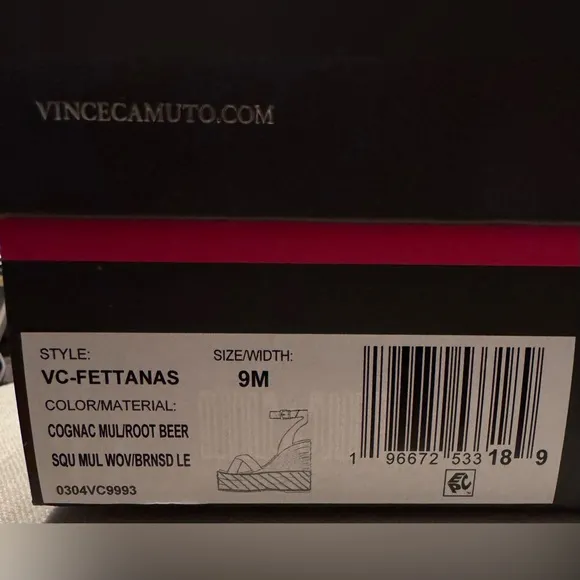 VINCECAMUTO.COM
STYLE: SIZE/WIDTH:
VC-FETTANAS 9M
COLOR/MATERIAL:
COGNAC MUL/ROOT BEER
SQU MUL WOV/BRNSD LE
0304VC9993
1 96672 533 18 9
EPC